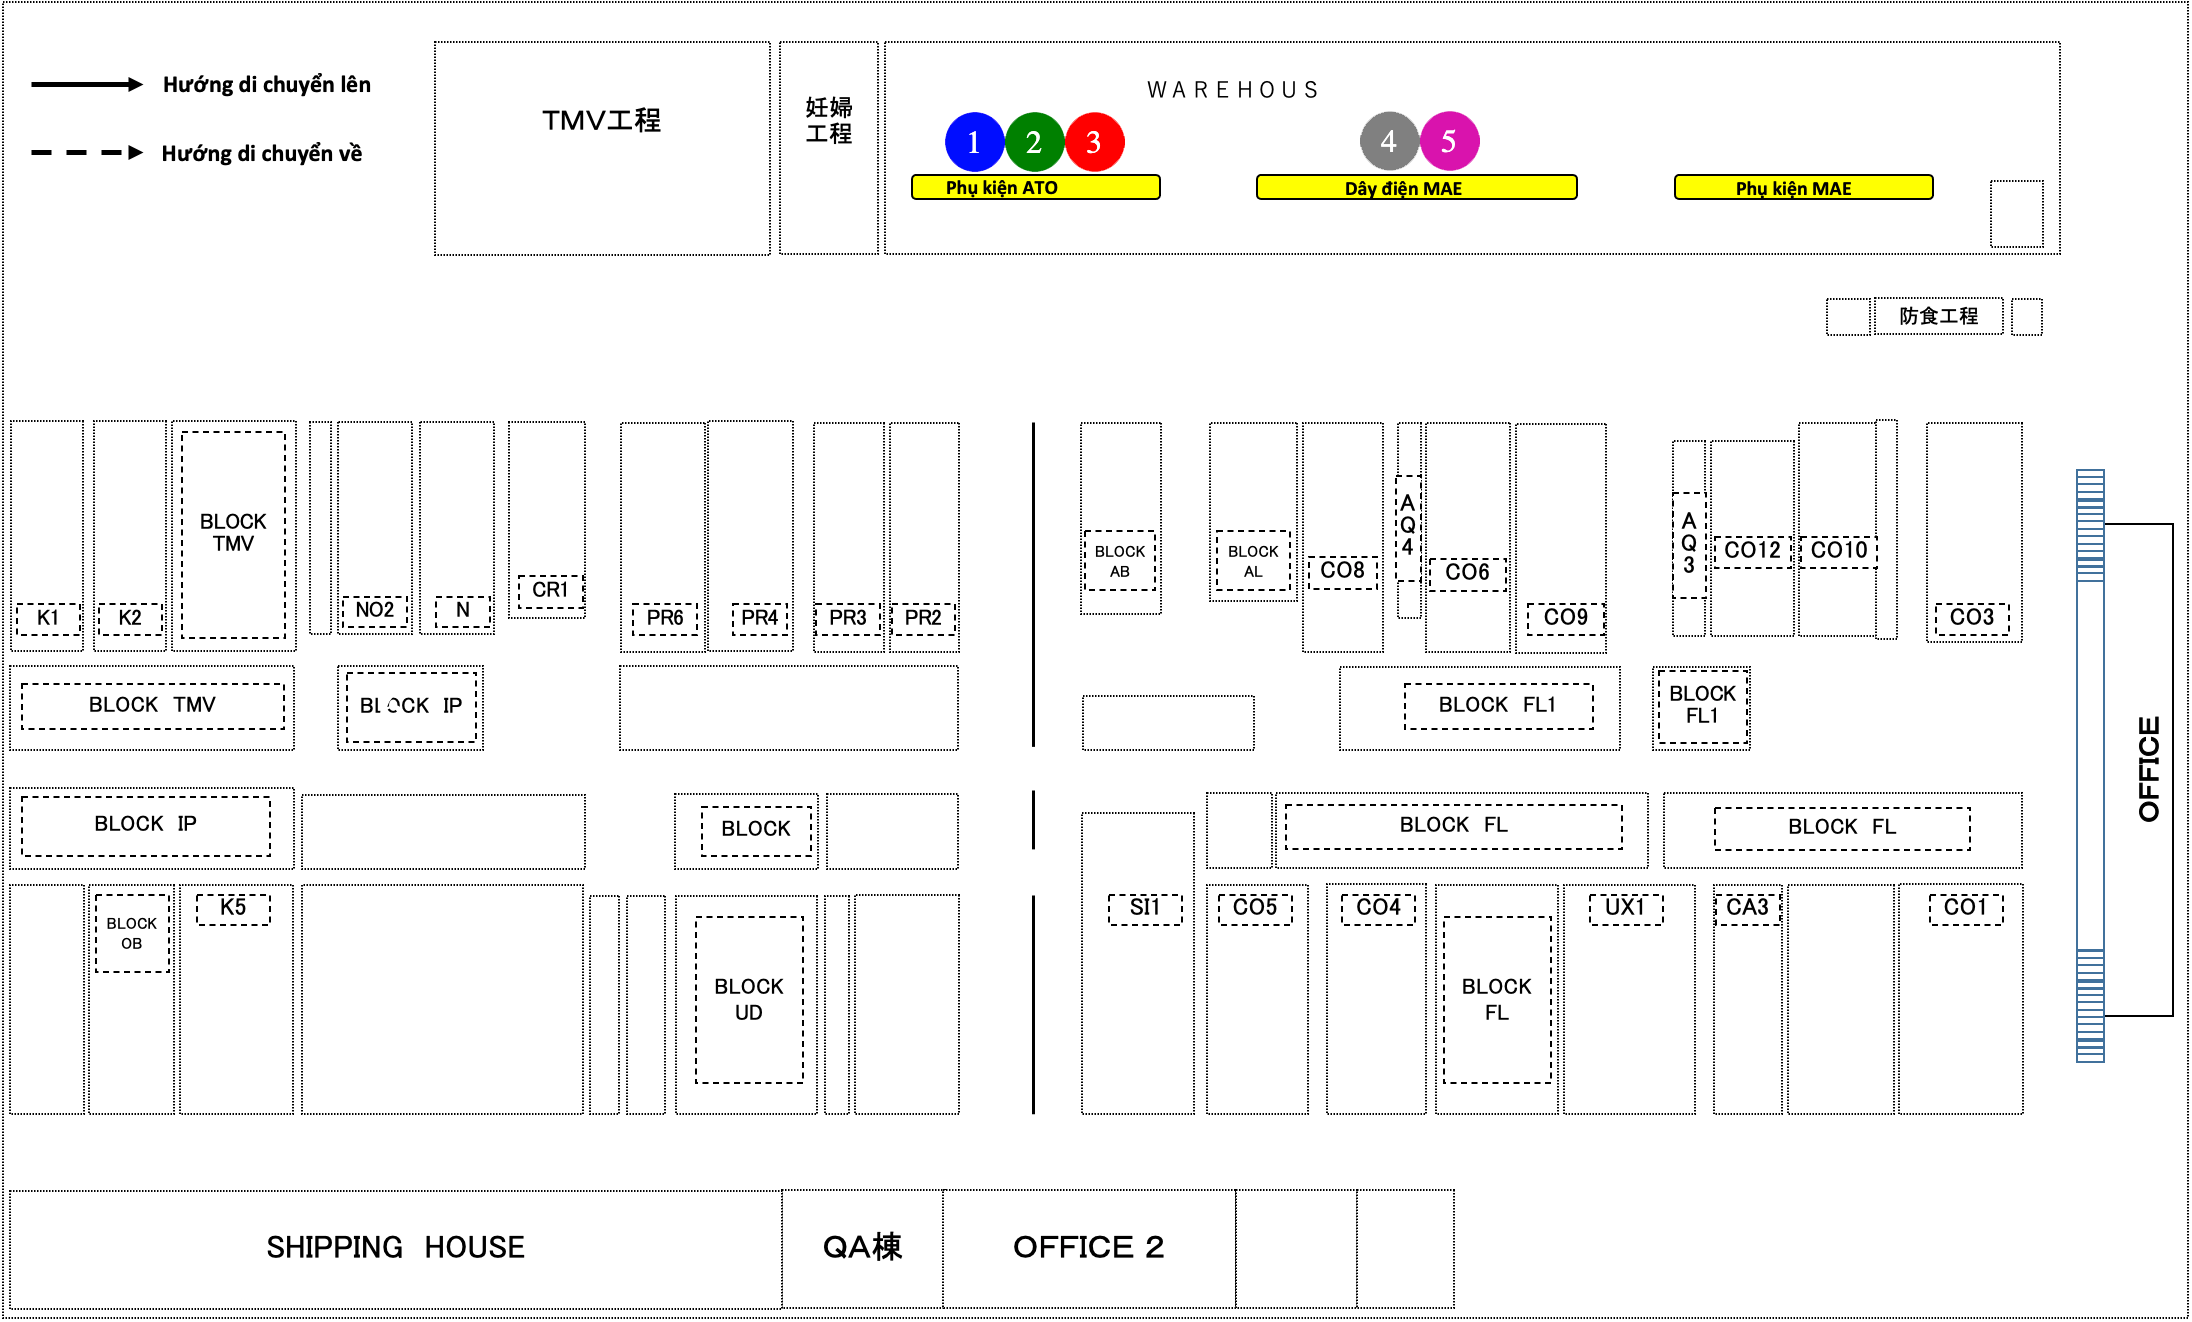 Hướng di chuyển lên
Hướng di chuyển về
TMV工程
妊婦
工程
WAREHOUS
1 2 3
4 5
Phụ kiện ATO
Dây điện MAE
Phụ kiện MAE
防食工程
BLOCK
TMV
K1
K2
NO2
N
CR1
PR6
PR4
PR3
PR2
BLOCK
AB
BLOCK
AL
CO8
AQ4
CO6
CO9
AQ3
CO12
CO10
CO3
BLOCK TMV
BLOCK IP
BLOCK FL1
BLOCK
FL1
OFFICE
BLOCK IP
BLOCK
BLOCK FL
BLOCK FL
BLOCK
OB
K5
BLOCK
UD
SI1
CO5
CO4
BLOCK
FL
UX1
CA3
CO1
SHIPPING HOUSE
QA棟
OFFICE 2